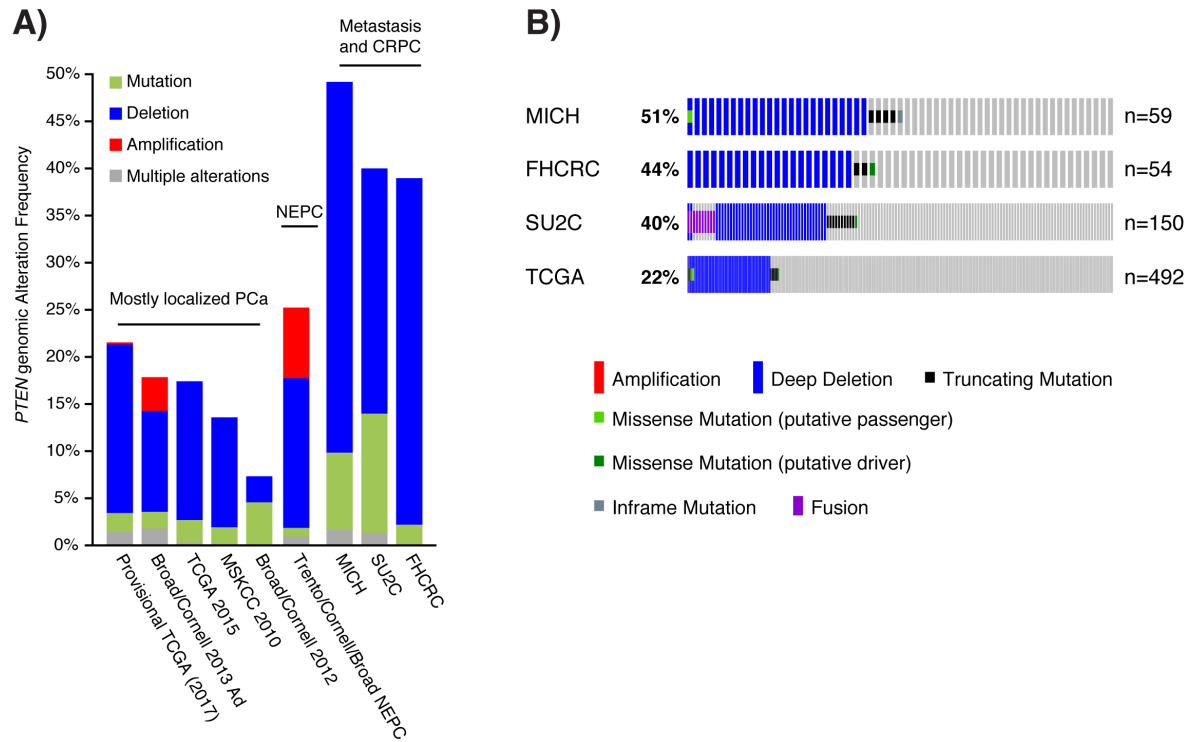 A)
PTEN genomic Alteration Frequency
50%
45%
40%
35%
30%
25%
20%
15%
10%
5%
0%
Mutation
Deletion
Amplification
Multiple alterations
Mostly localized PCa
NEPC
Metastasis
and CRPC
Provisional TCGA (2017)
Broad/Cornell 2013 Ad
TCGA 2015
MSKCC 2010
Broad/Cornell 2012
Trento/Cornell/Broad NEPC
MICH
SU2C
FHCRC
B)
MICH 51% n=59
FHCRC 44% n=54
SU2C 40% n=150
TCGA 22% n=492
Amplification Deep Deletion Truncating Mutation
Missense Mutation (putative passenger)
Missense Mutation (putative driver)
Inframe Mutation Fusion